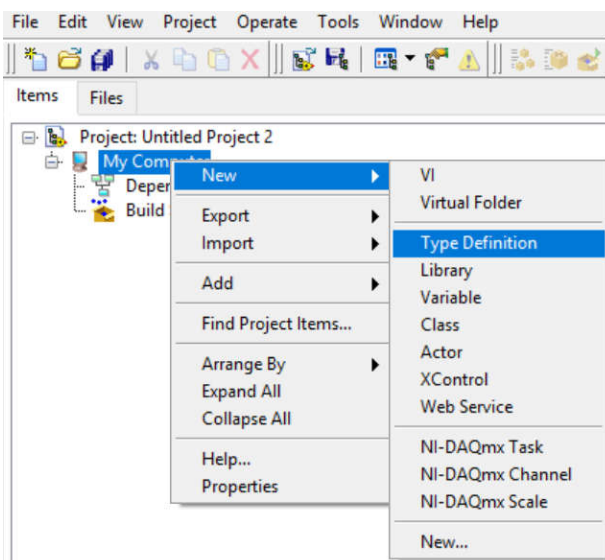 File Edit View Project Operate Tools Window Help
Items Files
Project: Untitled Project 2
My Computer
Depen
Build
New
Export
Import
Add
Find Project Items...
Arrange By
Expand All
Collapse All
Help...
Properties
VI
Virtual Folder
Type Definition
Library
Variable
Class
Actor
XControl
Web Service
NI-DAQmx Task
NI-DAQmx Channel
NI-DAQmx Scale
New...